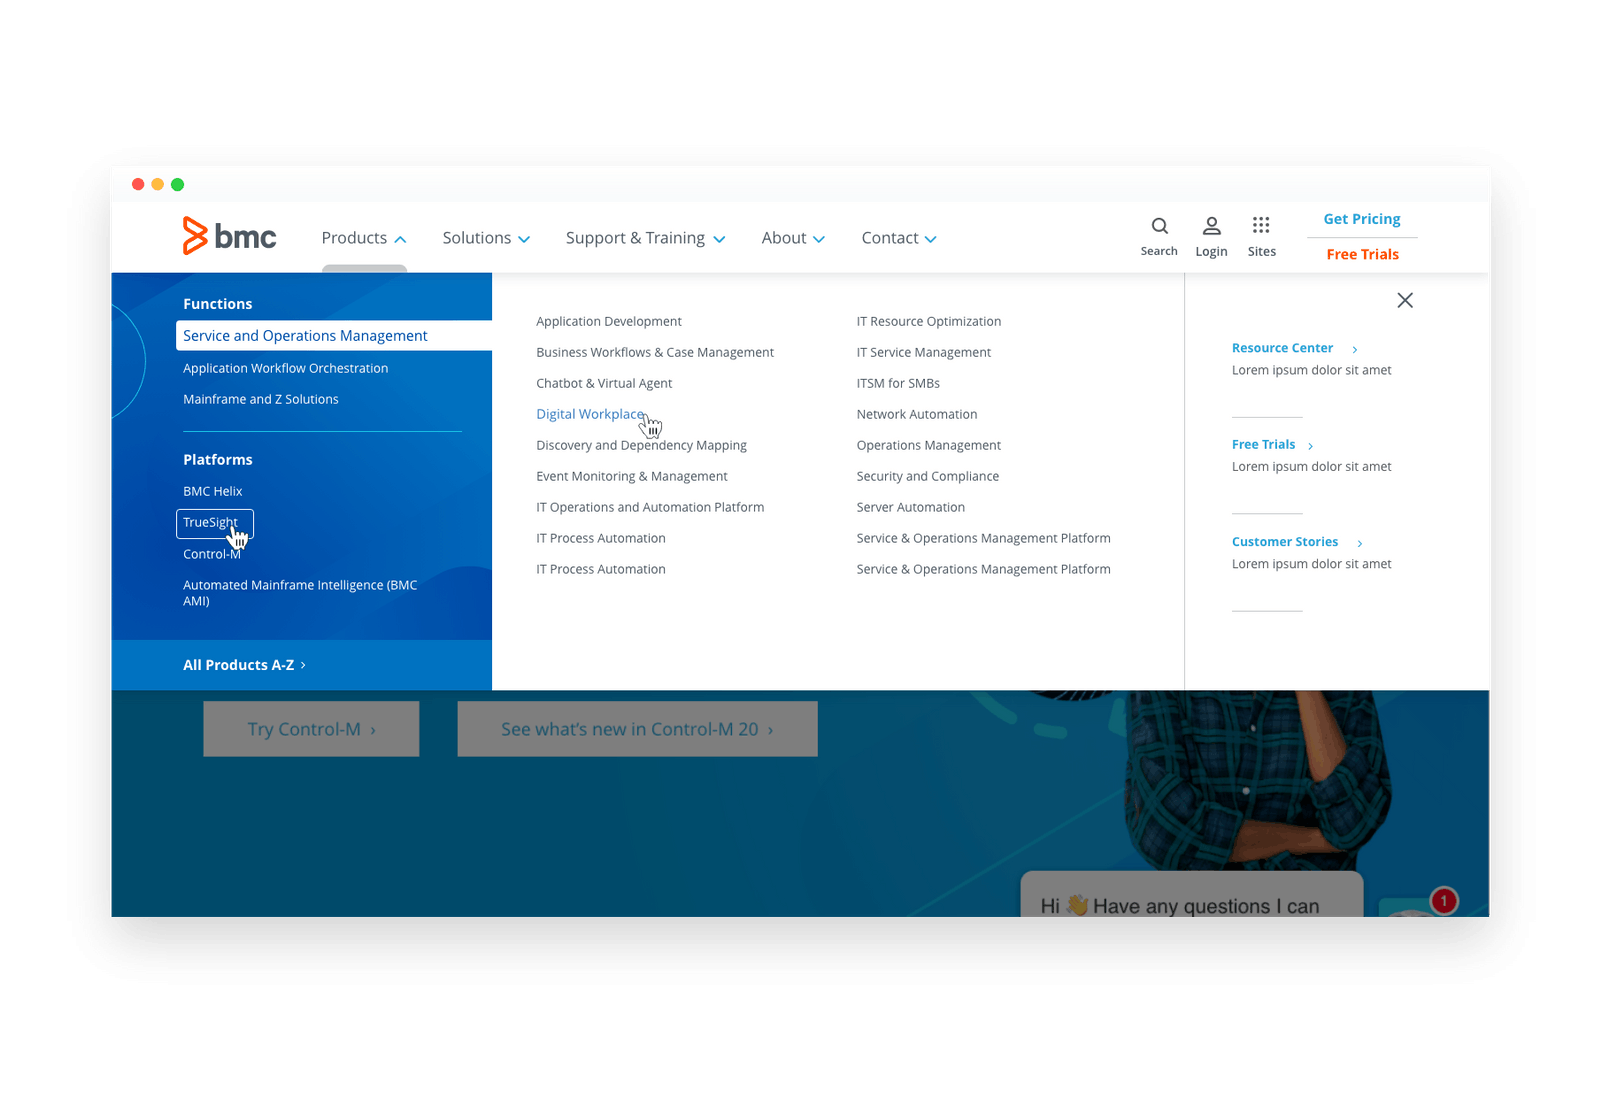 bmc
Products
Solutions
Support & Training
About
Contact
Search
Login
Sites
Get Pricing
Free Trials
Functions
Service and Operations Management
Application Workflow Orchestration
Mainframe and Z Solutions
Platforms
BMC Helix
TrueSight
Control-M
Automated Mainframe Intelligence (BMC
AMI)
All Products A-Z
Application Development
Business Workflows & Case Management
Chatbot & Virtual Agent
Digital Workplace
Discovery and Dependency Mapping
Event Monitoring & Management
IT Operations and Automation Platform
IT Process Automation
IT Process Automation
IT Resource Optimization
IT Service Management
ITSM for SMBs
Network Automation
Operations Management
Security and Compliance
Server Automation
Service & Operations Management Platform
Service & Operations Management Platform
Resource Center
Lorem ipsum dolor sit amet
Free Trials
Lorem ipsum dolor sit amet
Customer Stories
Lorem ipsum dolor sit amet
Try Control-M
See what’s new in Control-M 20
Hi 👋 Have any questions I can
1